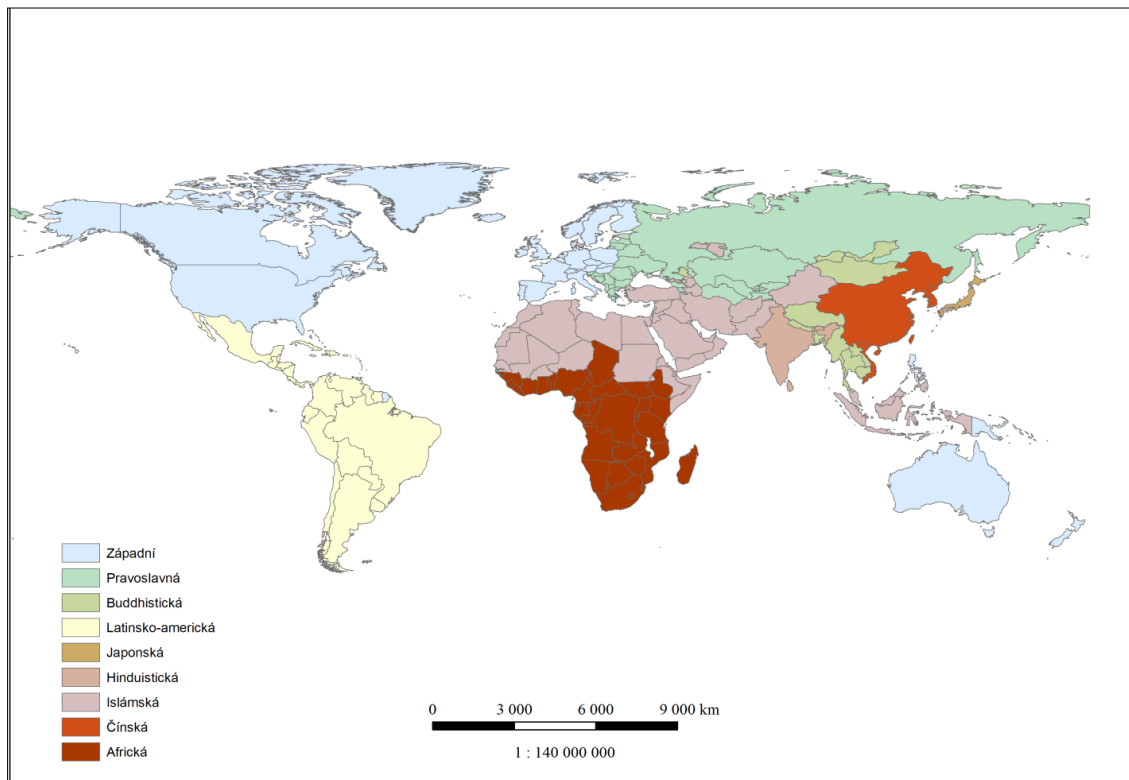 Západní
Pravoslavná
Buddhistická
Latinsko-americká
Japonská
Hinduistická
Islámská
Čínská
Africká
0 3 000 6 000 9 000 km
1 : 140 000 000